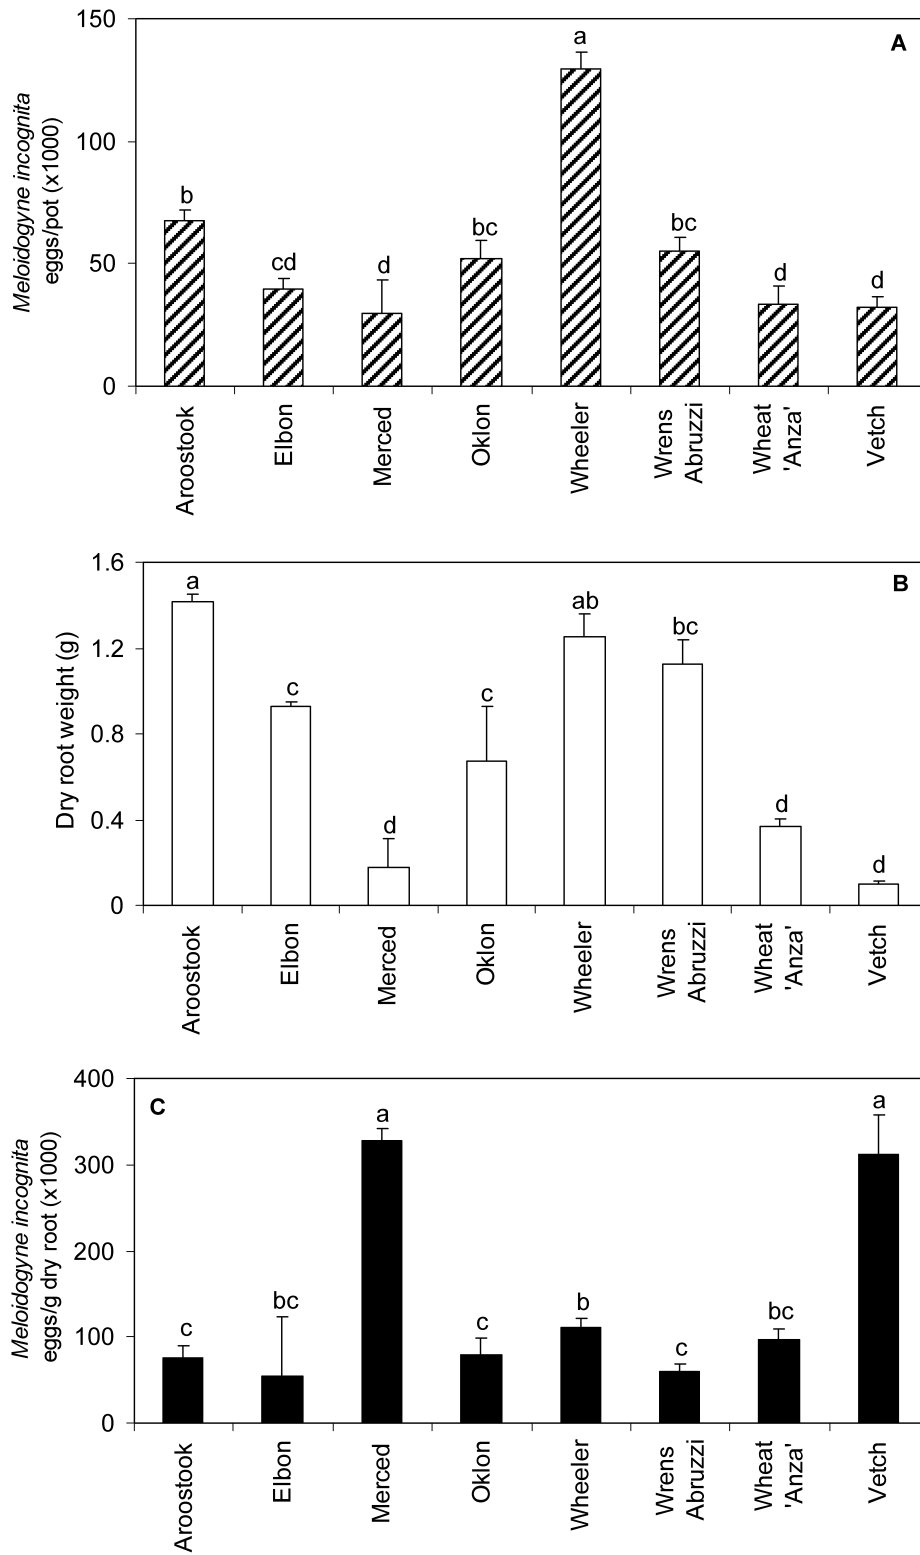 150
A
a
Meloidogyne incognita
eggs/pot (x1000)
100
b
bc
bc
cd
d
d
d
50
0
Aroostook
Elbon
Merced
Oklon
Wheeler
Wrens
Abruzzi
Wheat
'Anza'
Vetch
1.6
B
a
ab
bc
Dry root weight (g)
1.2
c
c
0.8
d
d
d
0.4
0
Aroostook
Elbon
Merced
Oklon
Wheeler
Wrens
Abruzzi
Wheat
'Anza'
Vetch
400
C
a
a
Meloidogyne incognita
eggs/g dry root (x1000)
300
200
c
bc
c
b
c
bc
100
0
Aroostook
Elbon
Merced
Oklon
Wheeler
Wrens
Abruzzi
Wheat
'Anza'
Vetch